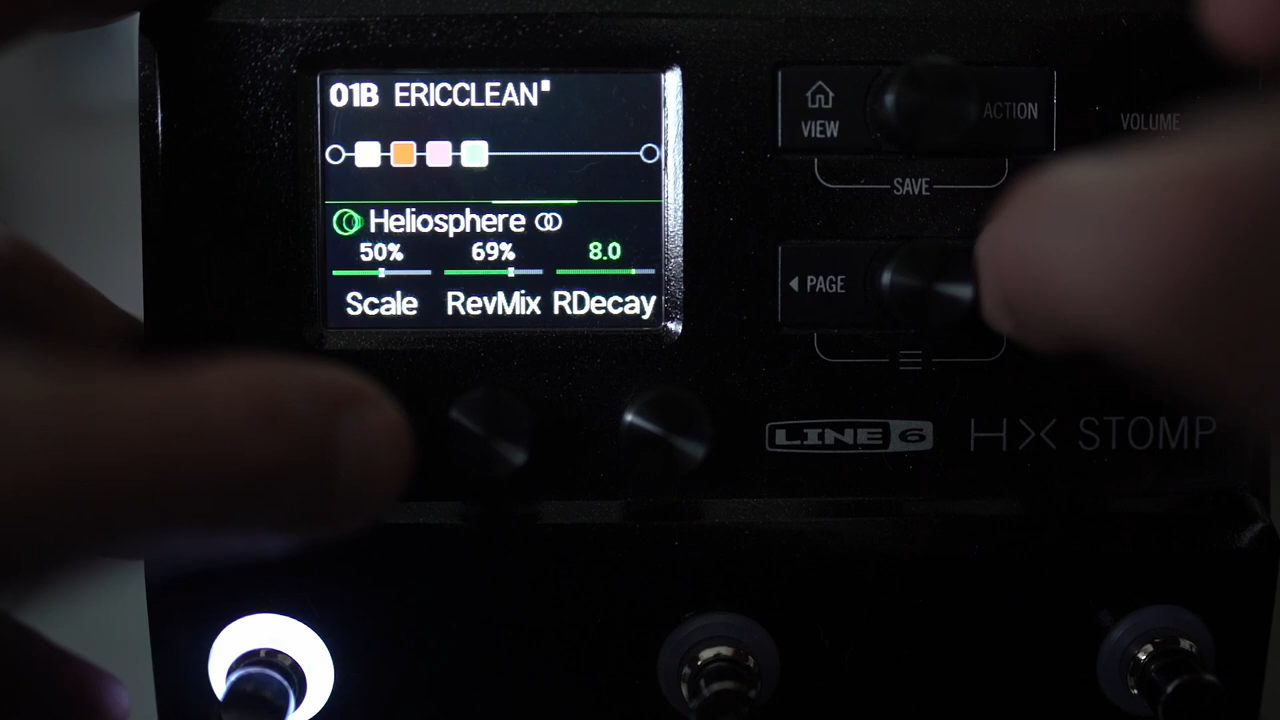 01B ERICCLEAN
Heliosphere
50% 69% 8.0
Scale RevMix RDecay
VIEW
ACTION
VOLUME
SAVE
PAGE
LINE 6 HX STOMP